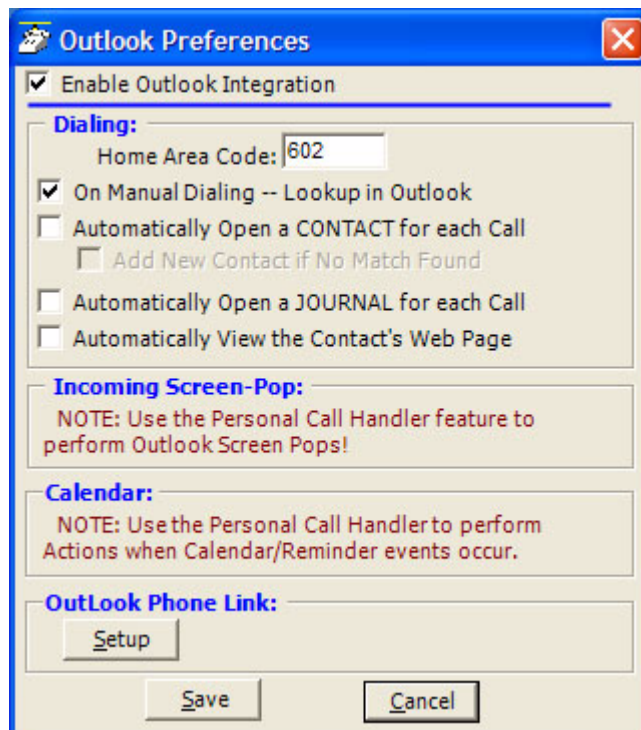 Outlook Preferences
Enable Outlook Integration
Dialing:
Home Area Code: 602
On Manual Dialing -- Lookup in Outlook
Automatically Open a CONTACT for each Call
Add New Contact if No Match Found
Automatically Open a JOURNAL for each Call
Automatically View the Contact's Web Page
Incoming Screen-Pop:
NOTE: Use the Personal Call Handler feature to
perform Outlook Screen Pops!
Calendar:
NOTE: Use the Personal Call Handler to perform
Actions when Calendar/Reminder events occur.
OutLook Phone Link:
Setup
Save Cancel